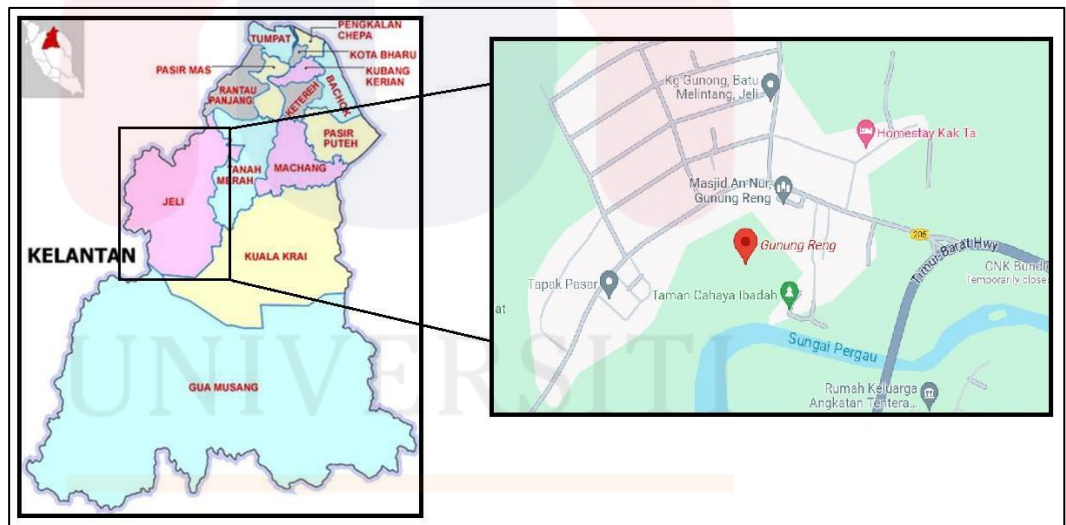 PENGKALAN
CHEPA
TUMPAT
KOTA BHARU
PASIR MAS
KUBANG
KERIAN
RANTAU
PANJANG
KETEREH
BACHOK
PASIR
PUTEH
TANAH
MERAH
MACHANG
JELI
KELANTAN
KUALA KRAI
GUA MUSANG
Kg Gunong, Batu
Melintang, Jeli
Homestay Kak Ta
Masjid An Nur,
Gunung Reng
Gunung Reng
205
Timur-Barat Hwy
CNK Bundl
Temporarily close
Tapak Pasar
Taman Cahaya Ibadah
at
Sungai Pergau
Rumah Keluarga
Angkatan Tentera...
UNIVERSITI